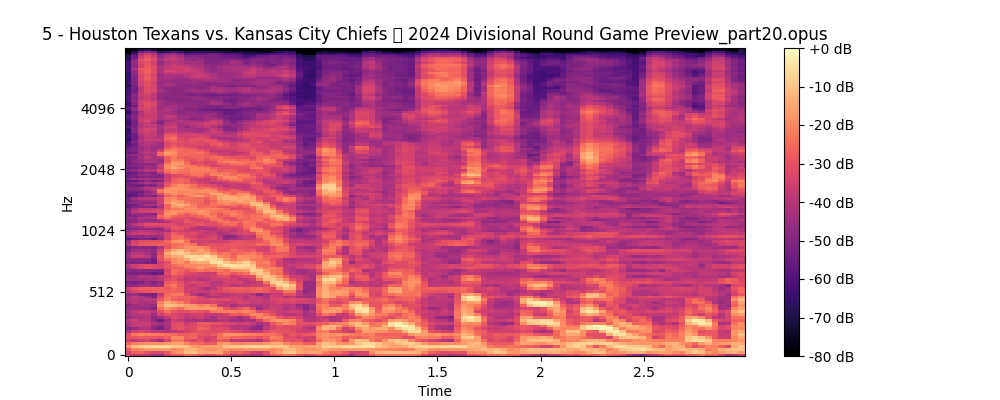 5 - Houston Texans vs. Kansas City Chiefs ▯ 2024 Divisional Round Game Preview_part20.opus
+0 dB
-10 dB
-20 dB
-30 dB
-40 dB
-50 dB
-60 dB
-70 dB
-80 dB
4096
2048
1024
512
0
Hz
0
0.5
1
1.5
2
2.5
Time